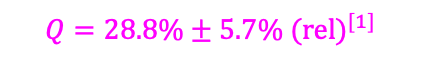 Q = 28.8% ± 5.7% (rel)[1]